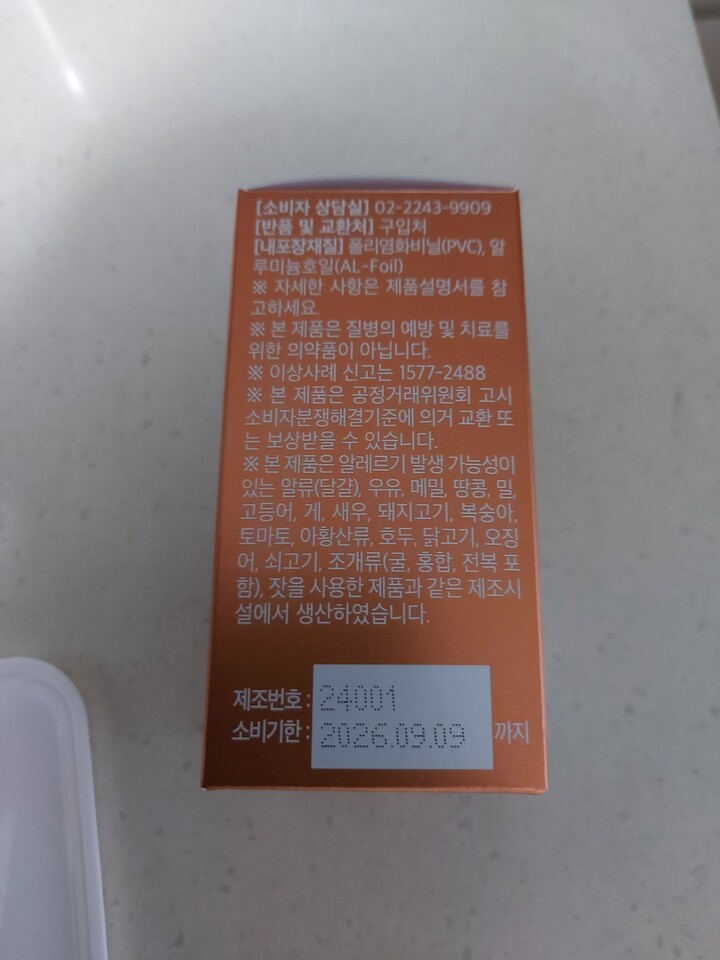 [소비자 상담실] 02-2243-9909
[반품 및 교환처] 구입처
[내포장재질] 폴리염화비닐(PVC), 알
루미늄호일(AL-Foil)
※ 자세한 사항은 제품설명서를 참
고하세요.
※ 본 제품은 질병의 예방 및 치료를
위한 의약품이 아닙니다.
※ 이상사례 신고는 1577-2488
※ 본 제품은 공정거래위원회 고시
소비자분쟁해결기준에 의거 교환 또
는 보상받을 수 있습니다.
※ 본 제품은 알레르기 발생 가능성이
있는 알류(달걀), 우유, 메밀, 땅콩, 밀,
고등어, 게, 새우, 돼지고기, 복숭아,
토마토, 아황산류, 호두, 닭고기, 오징
어, 쇠고기, 조개류(굴, 홍합, 전복 포
함), 잣을 사용한 제품과 같은 제조시
설에서 생산하였습니다.
제조번호 : 24001
소비기한 : 2026.09.09 까지